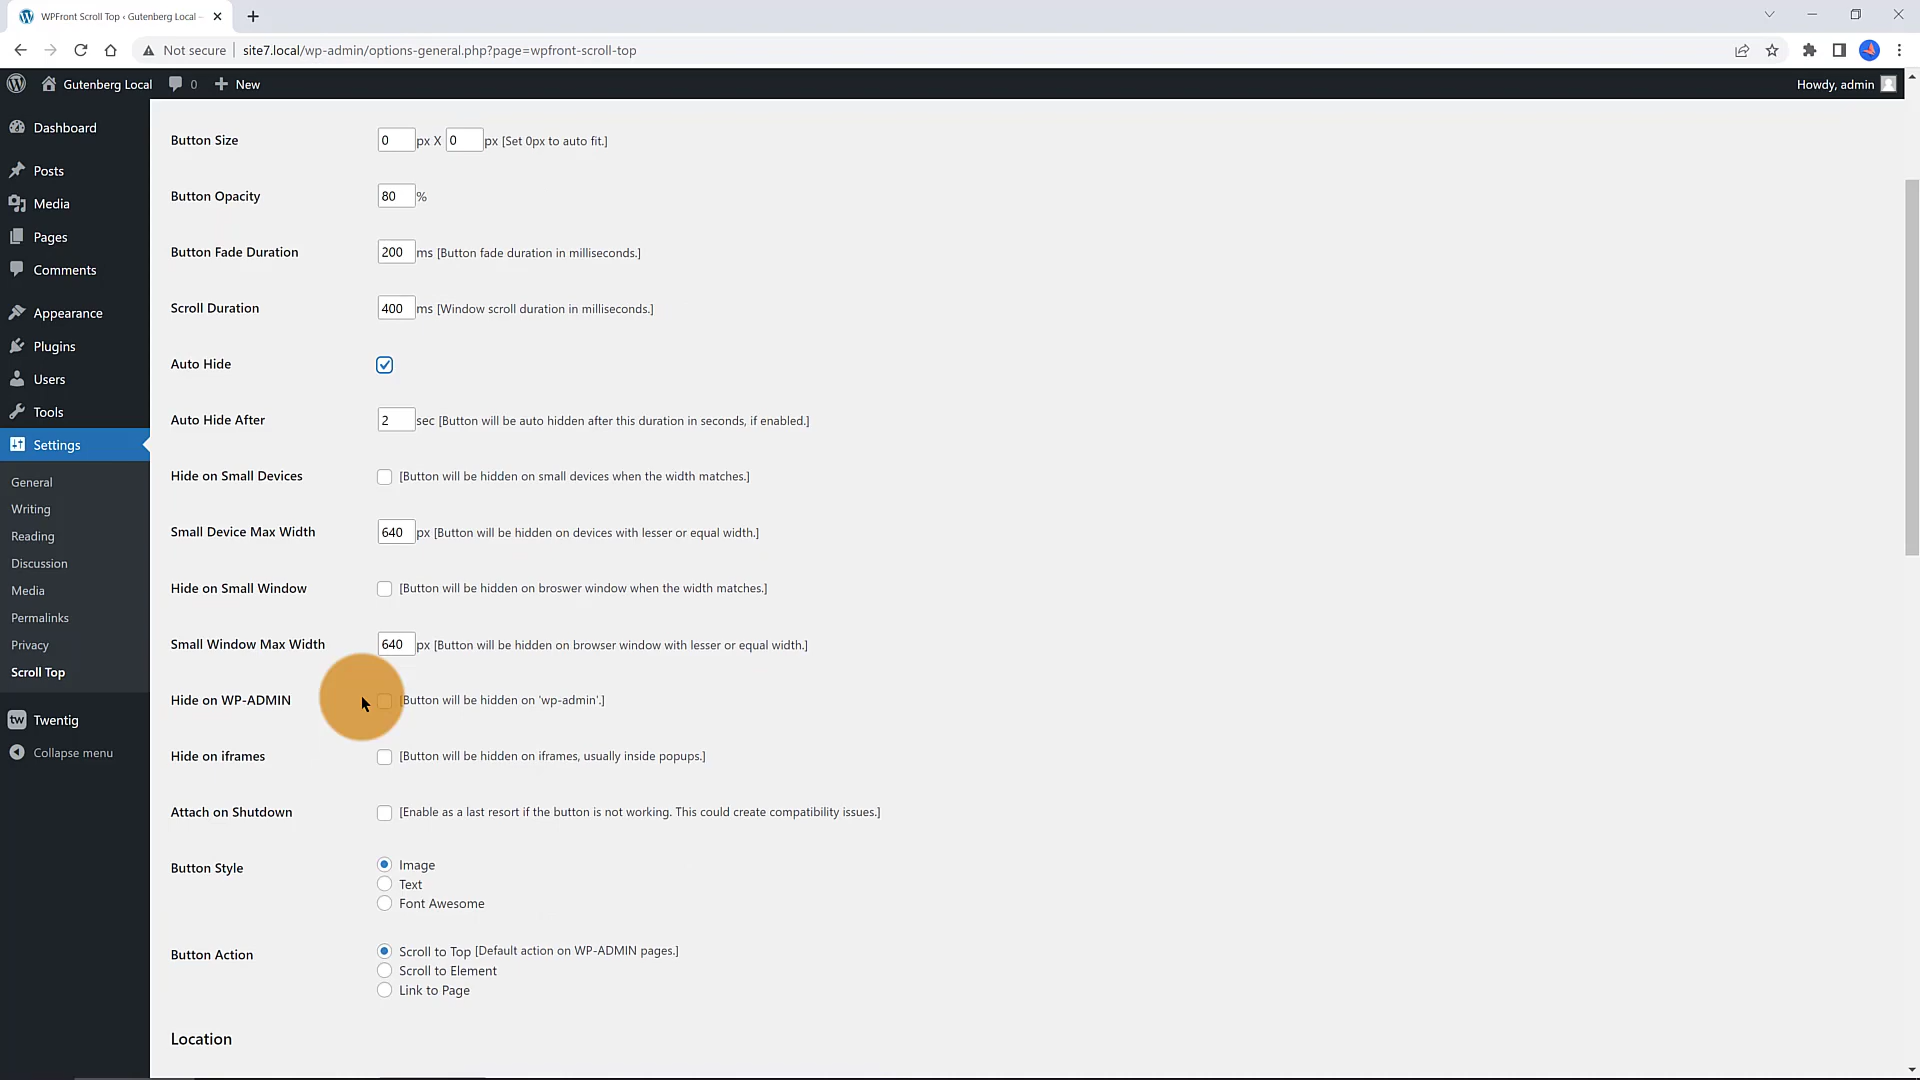 WPFront Scroll Top ‹ Gutenberg Local –
Not secure
site7.local/wp-admin/options-general.php?page=wpfront-scroll-top
Gutenberg Local
0
New
Howdy, admin
Dashboard
Posts
Media
Pages
Comments
Appearance
Plugins
Users
Tools
Settings
General
Writing
Reading
Discussion
Media
Permalinks
Privacy
Scroll Top
tw Twentig
Collapse menu
Button Size 0 px X 0 px [Set 0px to auto fit.]
Button Opacity 80 %
Button Fade Duration 200 ms [Button fade duration in milliseconds.]
Scroll Duration 400 ms [Window scroll duration in milliseconds.]
Auto Hide
Auto Hide After 2 sec [Button will be auto hidden after this duration in seconds, if enabled.]
Hide on Small Devices [Button will be hidden on small devices when the width matches.]
Small Device Max Width 640 px [Button will be hidden on devices with lesser or equal width.]
Hide on Small Window [Button will be hidden on broswer window when the width matches.]
Small Window Max Width 640 px [Button will be hidden on browser window with lesser or equal width.]
Hide on WP-ADMIN [Button will be hidden on 'wp-admin'.]
Hide on iframes [Button will be hidden on iframes, usually inside popups.]
Attach on Shutdown [Enable as a last resort if the button is not working. This could create compatibility issues.]
Button Style Image
Text
Font Awesome
Button Action Scroll to Top [Default action on WP-ADMIN pages.]
Scroll to Element
Link to Page
Location